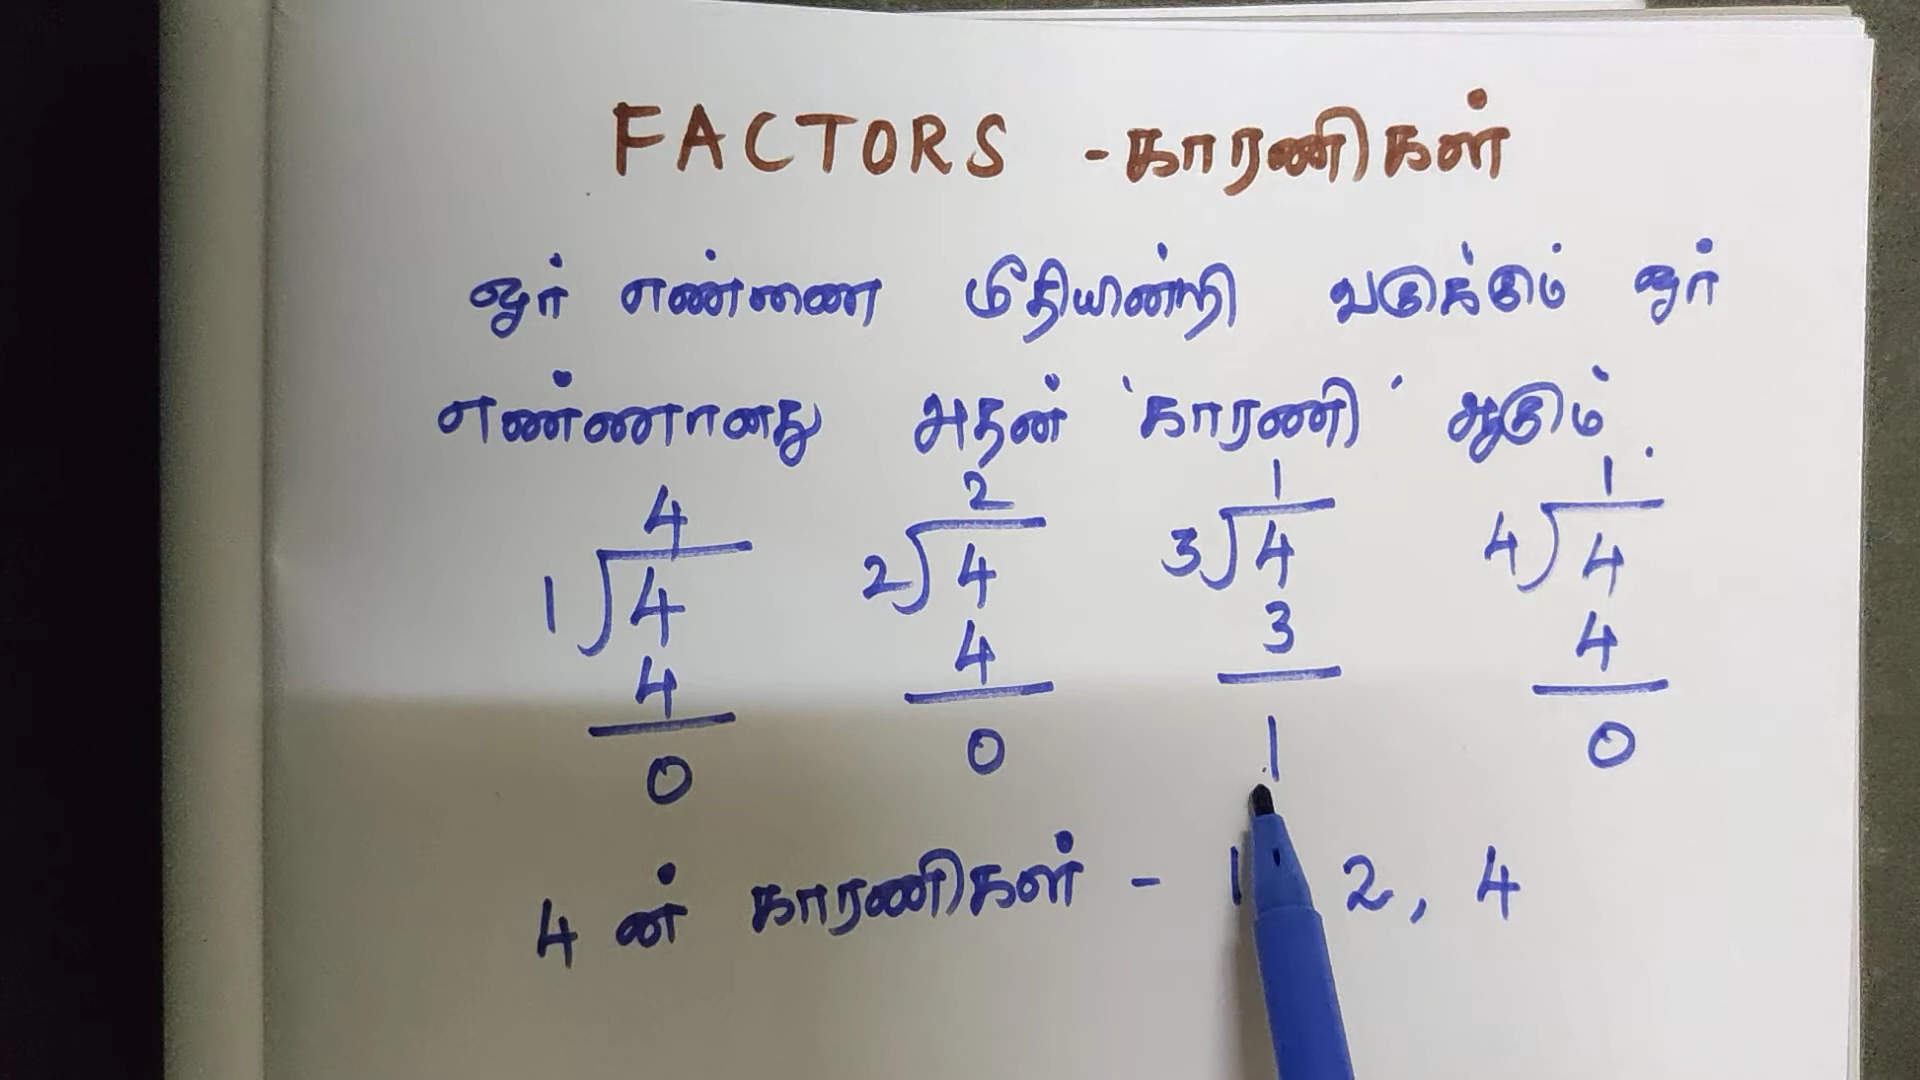 FACTORS - காரணிகள்
ஓர் எண்ணை மீதியின்றி வகுக்கும் ஓர்
எண்ணானது அதன் 'காரணி' ஆகும்.
4 2 1 1
1 4 2 4 3 4 4 4
4 4 3 4
0 0 1 0
4 ன் காரணிகள் - 1 2, 4